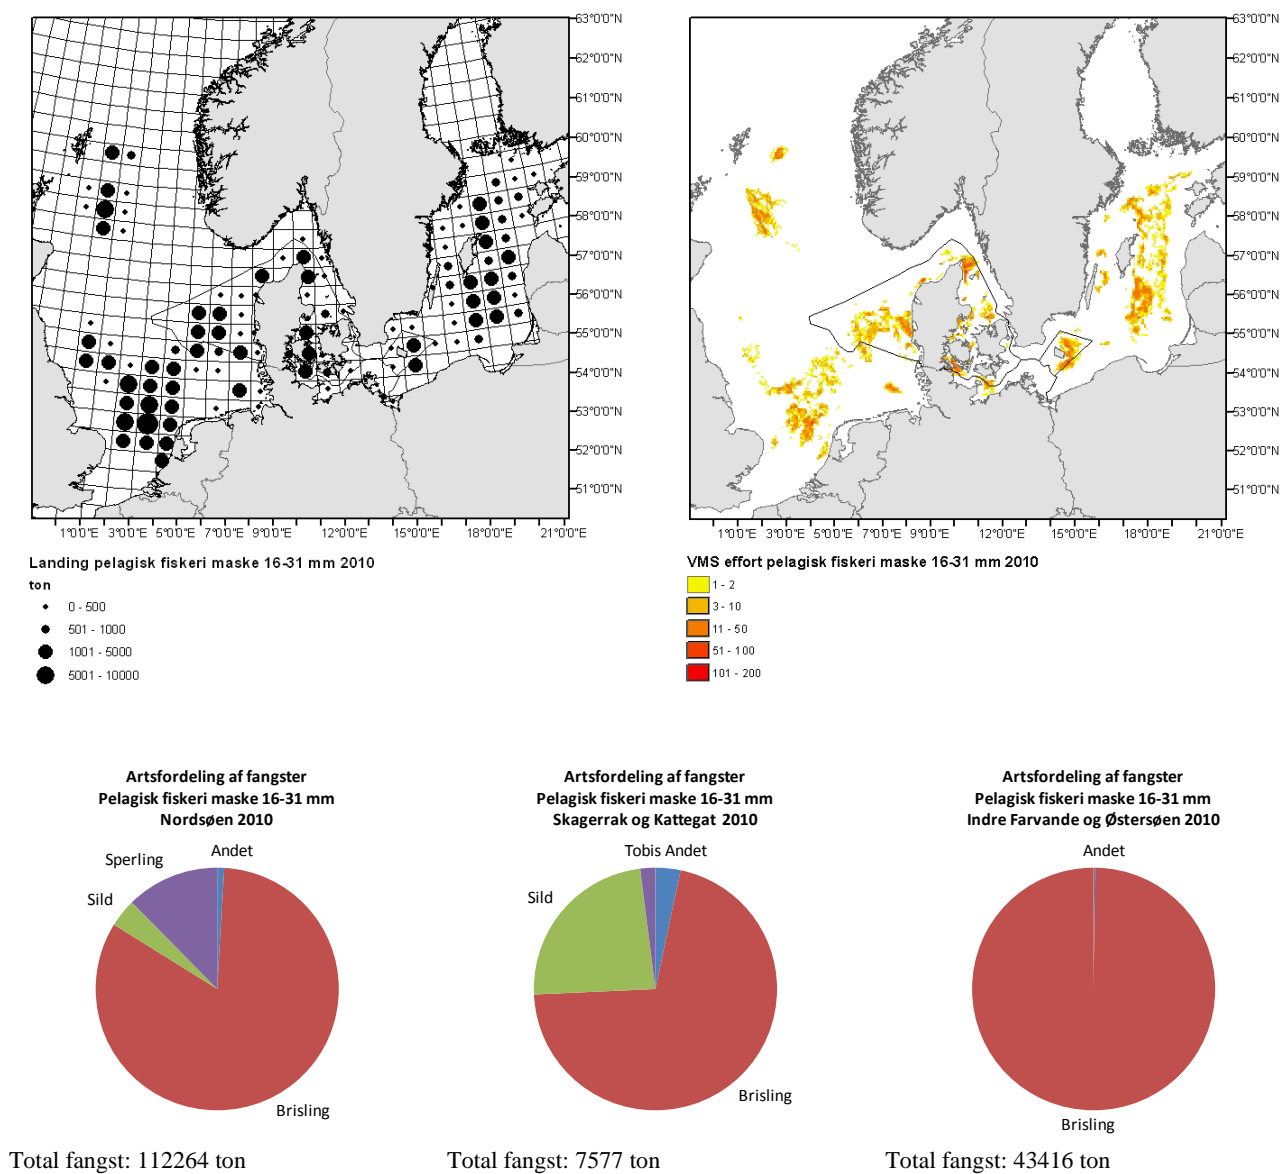 63°0'0"N
62°0'0"N
61°0'0"N
60°0'0"N
59°0'0"N
58°0'0"N
57°0'0"N
56°0'0"N
55°0'0"N
54°0'0"N
53°0'0"N
52°0'0"N
51°0'0"N
1°0'0"E 3°0'0"E 5°0'0"E 7°0'0"E 9°0'0"E 12°0'0"E 15°0'0"E 18°0'0"E 21°0'0"E
Landing pelagisk fiskeri maske 16-31 mm 2010
ton
0 - 500
501 - 1000
1001 - 5000
5001 - 10000
63°0'0"N
62°0'0"N
61°0'0"N
60°0'0"N
59°0'0"N
58°0'0"N
57°0'0"N
56°0'0"N
55°0'0"N
54°0'0"N
53°0'0"N
52°0'0"N
51°0'0"N
1°0'0"E 3°0'0"E 5°0'0"E 7°0'0"E 9°0'0"E 12°0'0"E 15°0'0"E 18°0'0"E 21°0'0"E
VMS effort pelagisk fiskeri maske 16-31 mm 2010
1 - 2
3 - 10
11 - 50
51 - 100
101 - 200
Artsfordeling af fangster
Pelagisk fiskeri maske 16-31 mm
Nordsøen 2010
Andet
Sperling
Sild
Brisling
Total fangst: 112264 ton
Artsfordeling af fangster
Pelagisk fiskeri maske 16-31 mm
Skagerrak og Kattegat 2010
Tobis Andet
Sild
Brisling
Total fangst: 7577 ton
Artsfordeling af fangster
Pelagisk fiskeri maske 16-31 mm
Indre Farvande og Østersøen 2010
Andet
Brisling
Total fangst: 43416 ton